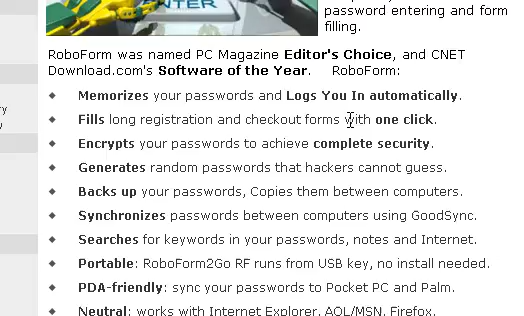 ENTER
password entering and form
filling.
RoboForm was named PC Magazine Editor's Choice, and CNET
Download.com's Software of the Year. RoboForm:
Memorizes your passwords and Logs You In automatically.
Fills long registration and checkout forms with one click.
Encrypts your passwords to achieve complete security.
Generates random passwords that hackers cannot guess.
Backs up your passwords, Copies them between computers.
Synchronizes passwords between computers using GoodSync.
Searches for keywords in your passwords, notes and Internet.
Portable: RoboForm2Go RF runs from USB key, no install needed.
PDA-friendly: sync your passwords to Pocket PC and Palm.
Neutral: works with Internet Explorer, AOL/MSN, Firefox.